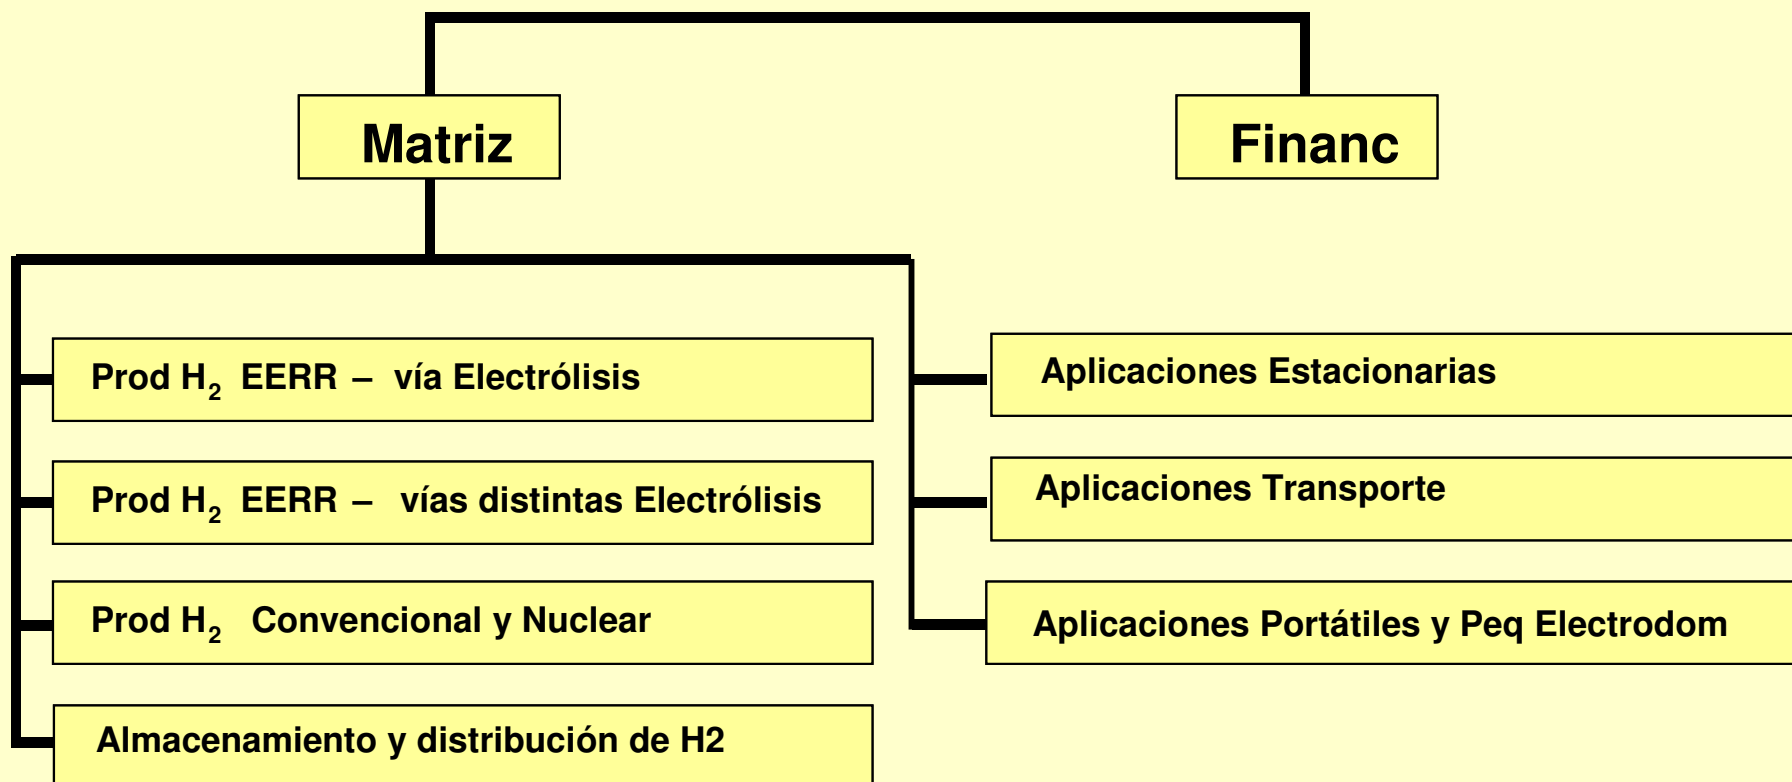 Matriz
Financ
Prod H₂ EERR – vía Electrólisis
Prod H₂ EERR – vías distintas Electrólisis
Prod H₂ Convencional y Nuclear
Almacenamiento y distribución de H2
Aplicaciones Estacionarias
Aplicaciones Transporte
Aplicaciones Portátiles y Peq Electrodom